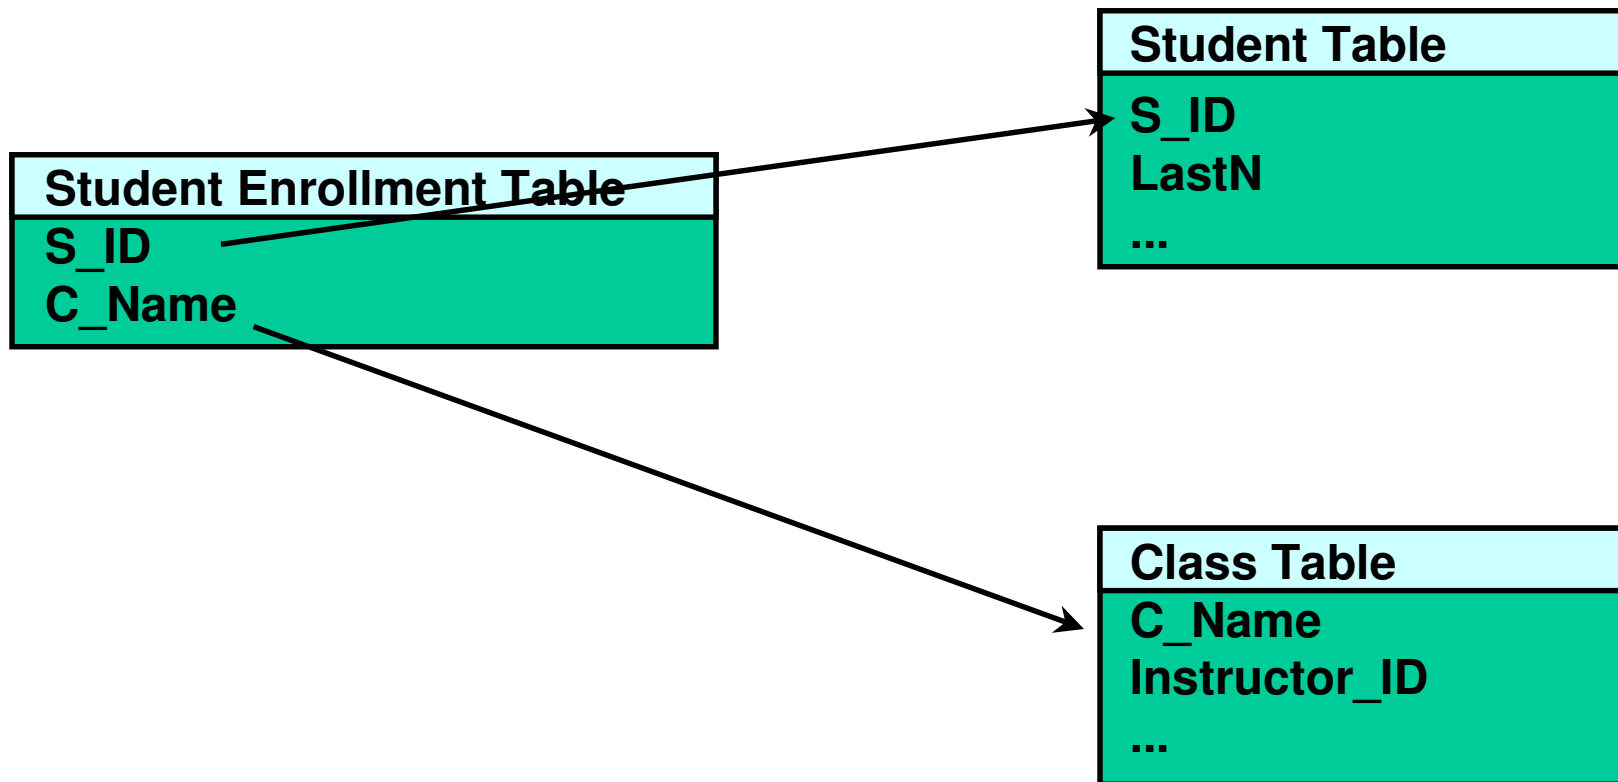 Student Enrollment Table
S_ID
C_Name
Student Table
S_ID
LastN
...
Class Table
C_Name
Instructor_ID
...